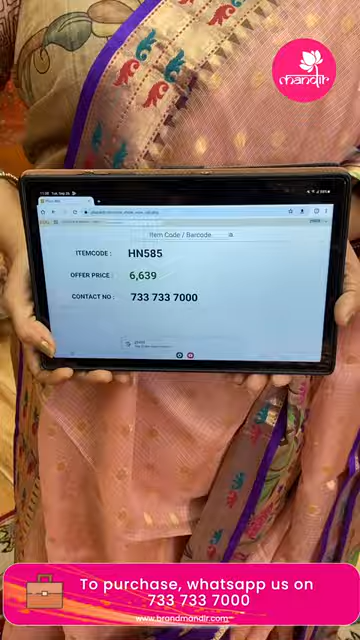 mandir
Item Code / Barcode
ITEMCODE : HN585
OFFER PRICE : 6,639
CONTACT NO : 733 733 7000
To purchase, whatsapp us on
733 733 7000
www.brandmandir.com